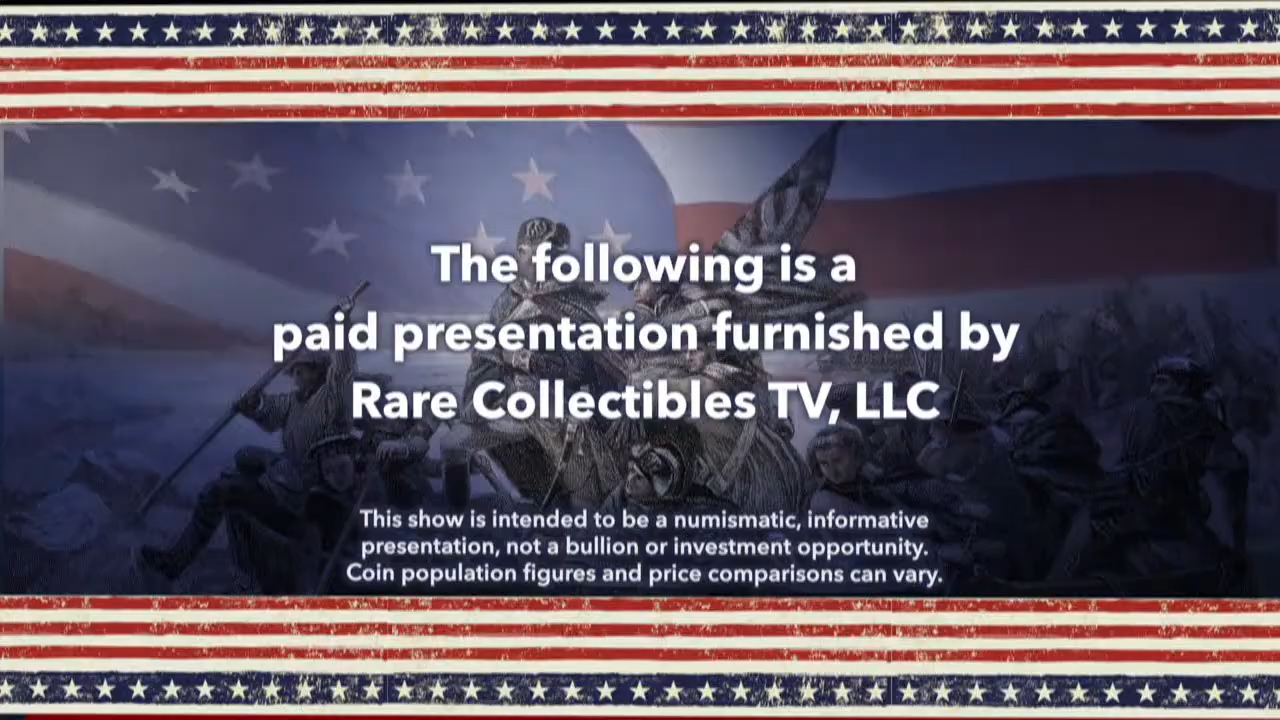 The following is a
paid presentation furnished by
Rare Collectibles TV, LLC
This show is intended to be a numismatic, informative
presentation, not a bullion or investment opportunity.
Coin population figures and price comparisons can vary.